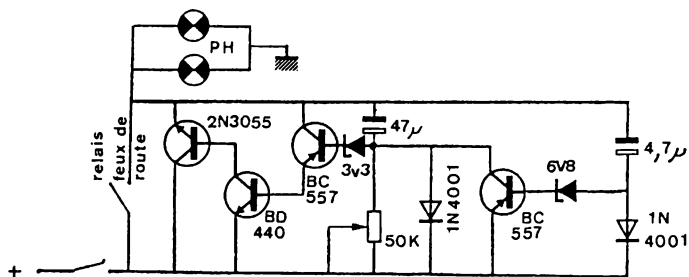 PH
relais
feux de
route
2N3055
BC
557
3v3
47µ
BD
440
50K
1N4001
BC
557
6V8
4,7µ
1N
4001
+